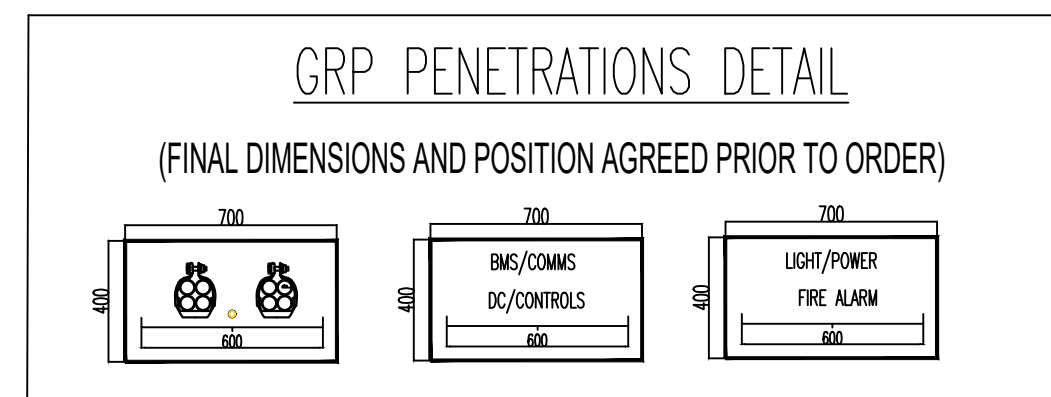 GRP PENETRATIONS DETAIL
(FINAL DIMENSIONS AND POSITION AGREED PRIOR TO ORDER)
700
400
600
700
400
BMS/COMMS
DC/CONTROLS
600
700
400
LIGHT/POWER
FIRE ALARM
600